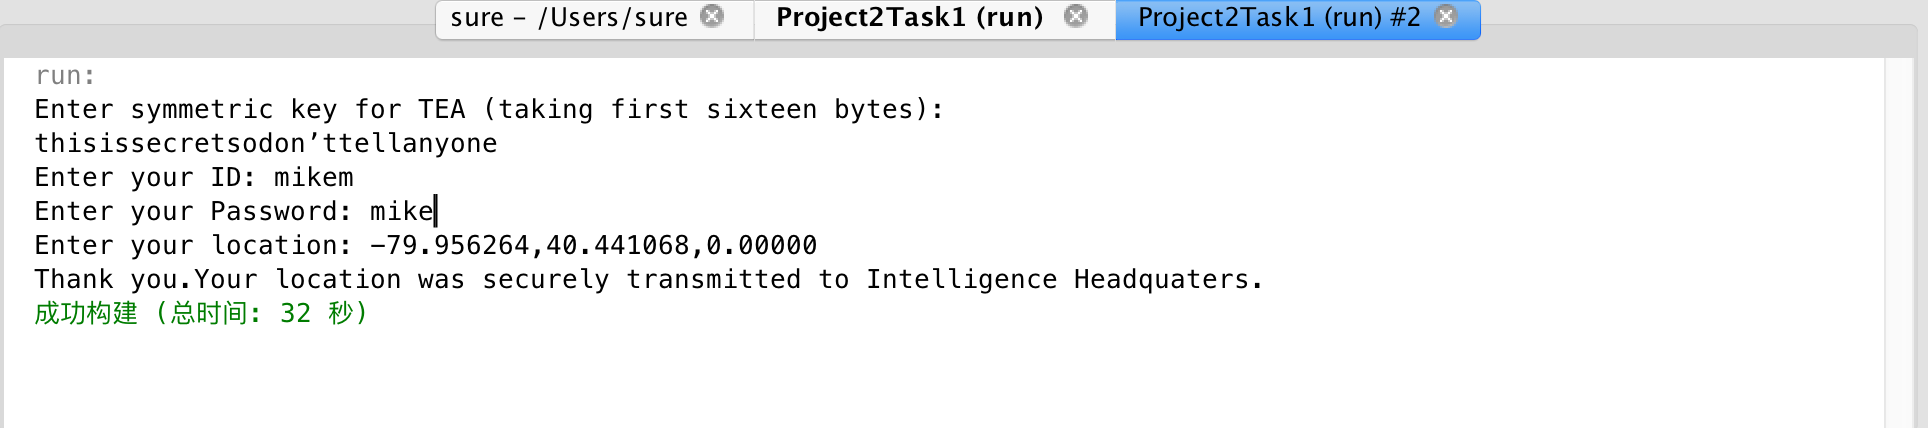 sure – /Users/sure
Project2Task1 (run)
Project2Task1 (run) #2
run:
Enter symmetric key for TEA (taking first sixteen bytes):
thisissecretsodon’ttellanyone
Enter your ID: mikem
Enter your Password: mike
Enter your location: −79.956264,40.441068,0.00000
Thank you.Your location was securely transmitted to Intelligence Headquaters.
成功构建 (总时间: 32 秒)